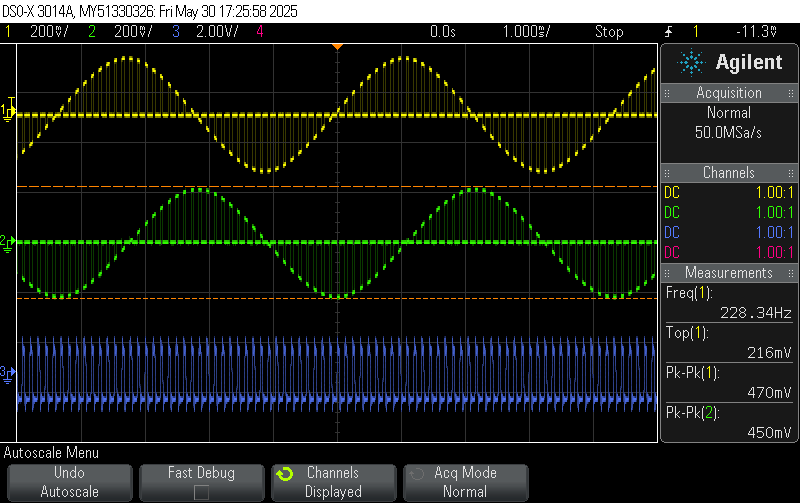 DSO-X 3014A, MY51330326: Fri May 30 17:25:58 2025
1 200mV/ 2 200mV/ 3 2.00V/ 4 0.0s 1.000ms/ Stop 1 -11.3mV
Agilent
Acquisition
Normal
50.0MSa/s
Channels
DC 1.00:1
DC 1.00:1
DC 1.00:1
DC 1.00:1
Measurements
Freq(1):
228.34Hz
Top(1):
216mV
Pk-Pk(1):
470mV
Pk-Pk(2):
450mV
1
2
3
Autoscale Menu
Undo
Autoscale
Fast Debug
Channels
Displayed
Acq Mode
Normal